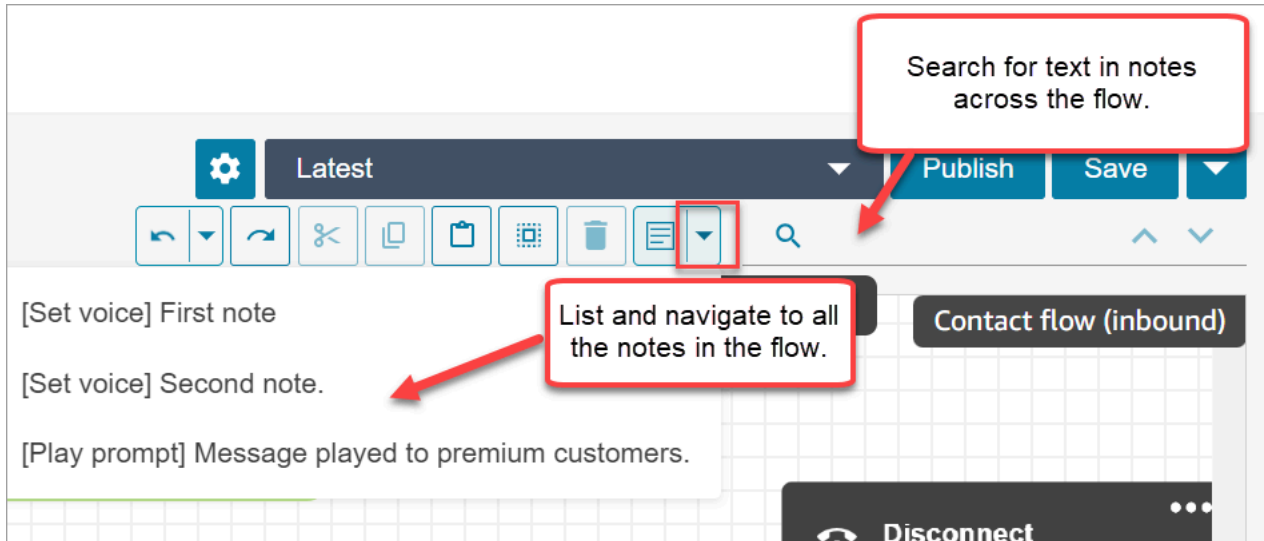 Search for text in notes
across the flow.
Latest
Publish
Save
[Set voice] First note
List and navigate to all
the notes in the flow.
Contact flow (inbound)
[Set voice] Second note.
[Play prompt] Message played to premium customers.
Disconnect